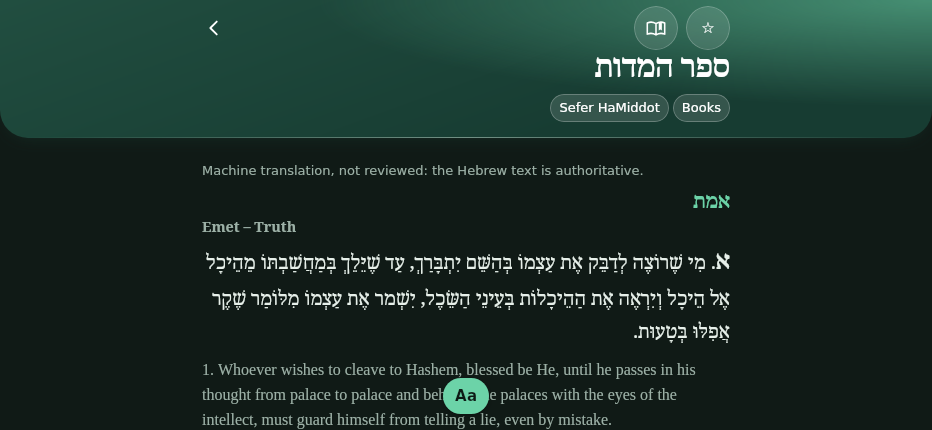 ספר המדות
Sefer HaMiddot
Books
Machine translation, not reviewed: the Hebrew text is authoritative.
אמת
Emet – Truth
א. מִי שֶׁרוֹצֶה לְדַבֵּק אֶת עַצְמוֹ בְּהַשֵּׁם יִתְבָּרַךְ, עַד שֶׁיֵּלֵךְ בְּמַחֲשַׁבְתּוֹ מֵהֵיכָל
אֶל הֵיכָל וְיִרְאֶה אֶת הַהֵיכָלוֹת בְּעֵינֵי הַשֵּׂכֶל, יִשְׁמֹר אֶת עַצְמוֹ מִלּוֹמַר שֶׁקֶר
אֲפִלּוּ בְּטָעוּת.
1. Whoever wishes to cleave to Hashem, blessed be He, until he passes in his
thought from palace to palace and palaces with the eyes of the
Aa
intellect, must guard himself from telling a lie, even by mistake.